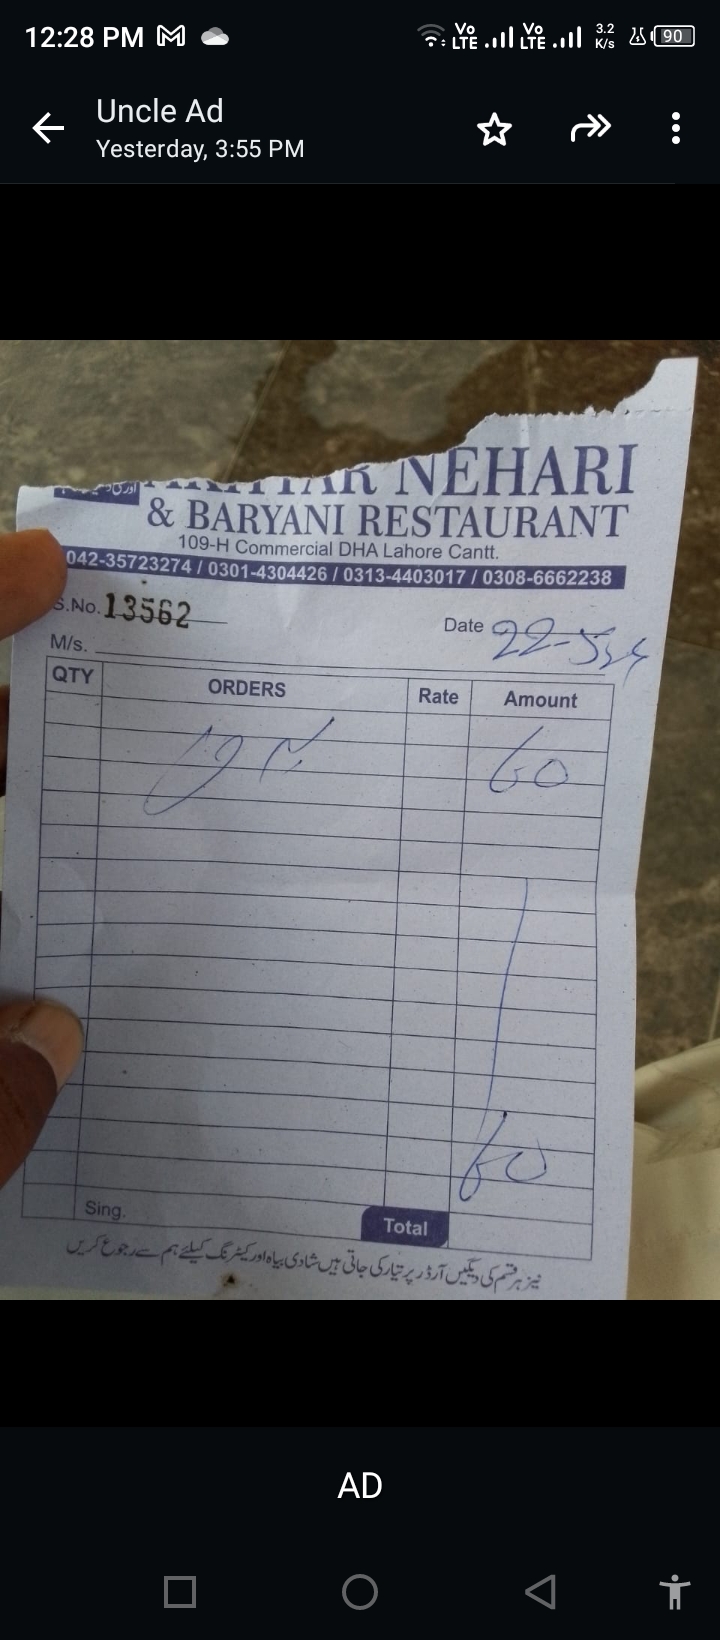 12:28 PM
Vo LTE Vo LTE 3.2 K/s 90
Uncle Ad
Yesterday, 3:55 PM
NEHARI
& BARYANI RESTAURANT
109-H Commercial DHA Lahore Cantt.
042-35723274 / 0301-4304426 / 0313-4403017 / 0308-6662238
S.No. 13562 Date 22-5-24
M/s.
QTY ORDERS Rate Amount
60
60
Sing. Total
نیز ہر قسم کی دیگیں آرڈر پر تیار کی جاتی ہیں شادی بیاہ اور کیٹرنگ کیلئے ہم سے رجوع کریں
AD